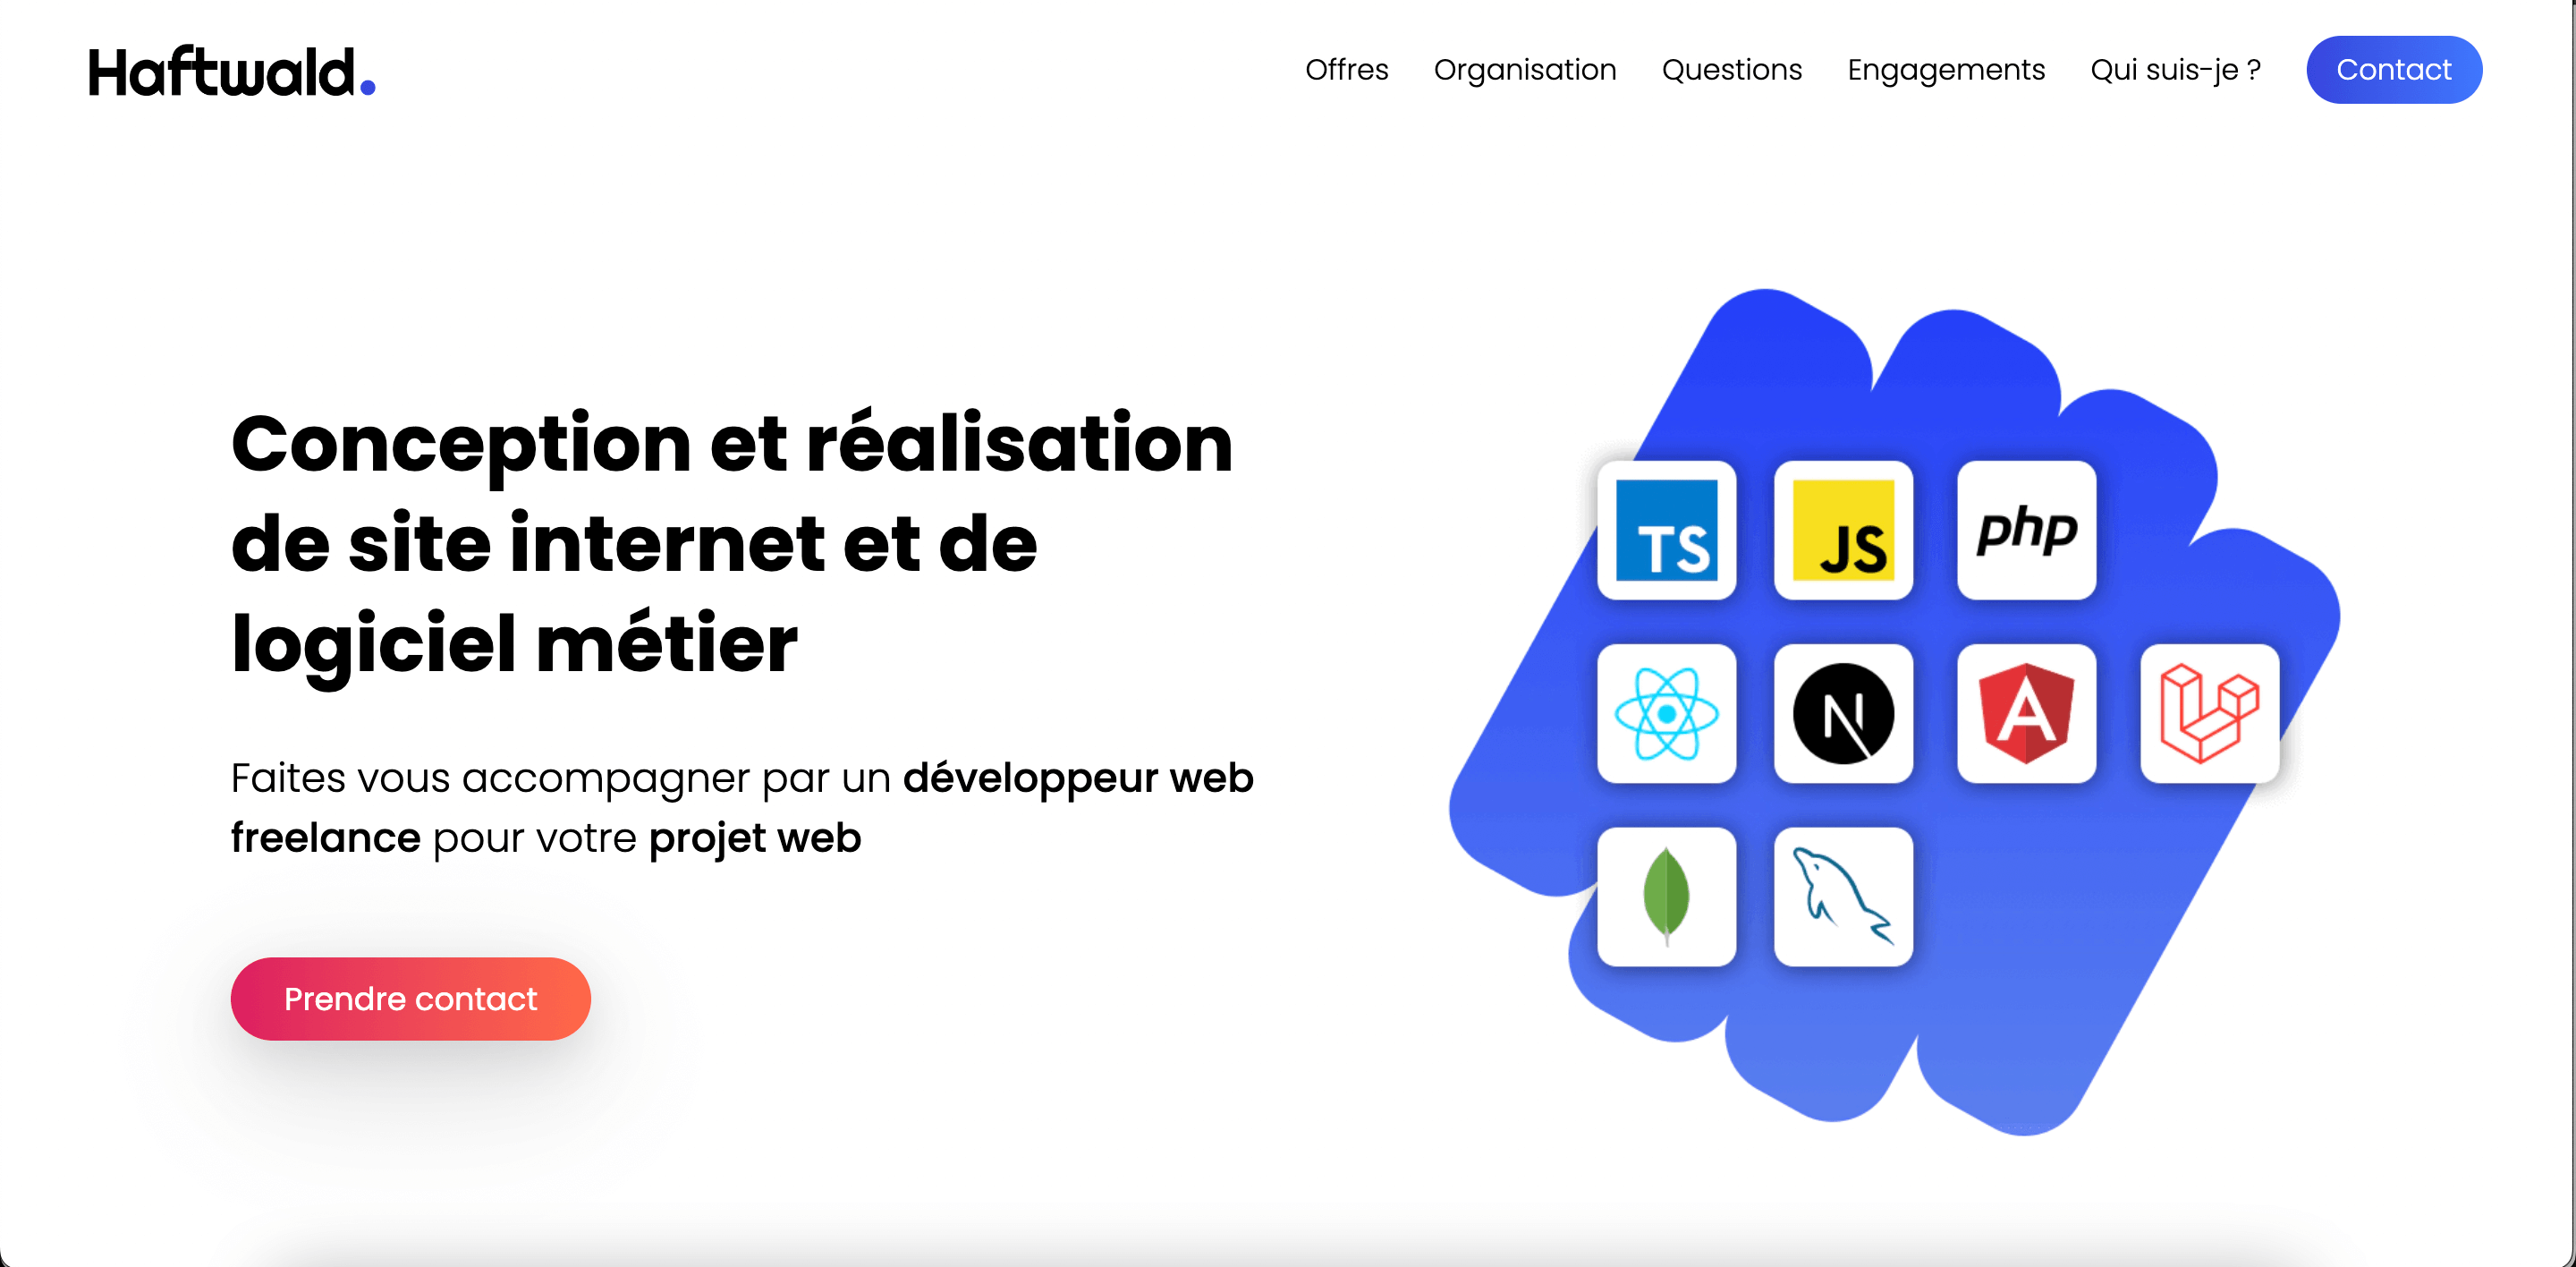 Haftwald.
Offres Organisation Questions Engagements Qui suis-je ? Contact
Conception et réalisation
de site internet et de
logiciel métier
Faites vous accompagner par un développeur web
freelance pour votre projet web
Prendre contact
TS JS php
N A